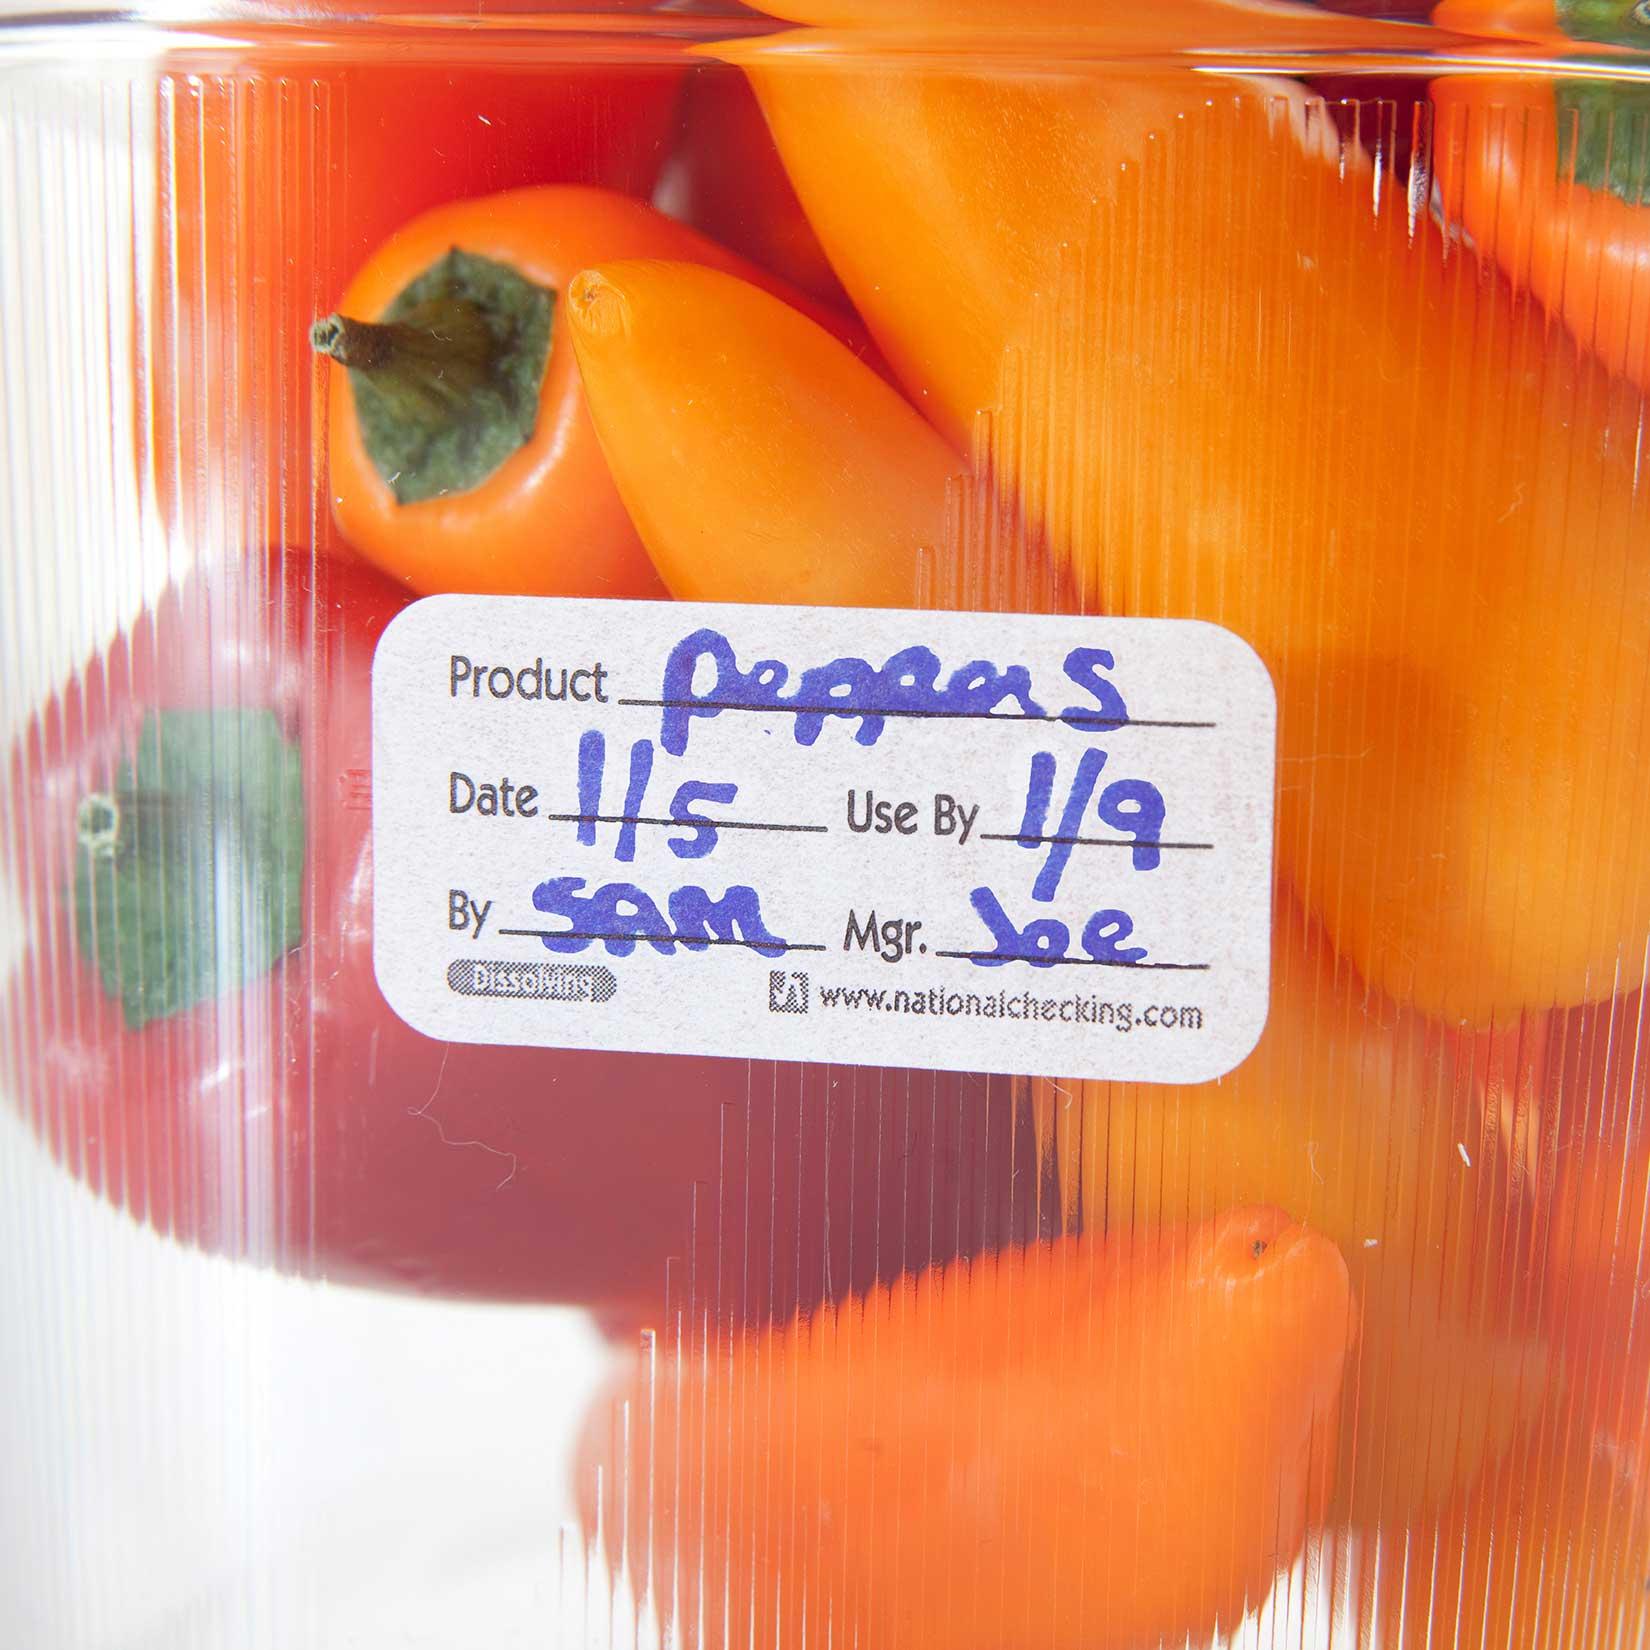 Product peppers
Date 1/5 Use By 1/9
By Sam Mgr. Joe
Dissolving www.nationalchecking.com